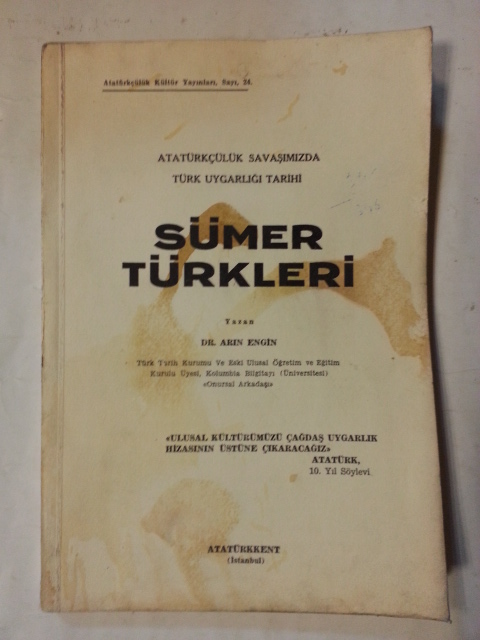 Atatürkçülük Kültür Yayınları, Sayı, 24.
ATATÜRKÇÜLÜK SAVAŞIMIZDA
TÜRK UYGARLIĞI TARİHİ
SÜMER
TÜRKLERİ
Yazan
DR. ARIN ENGİN
Türk Tarih Kurumu Ve Eski Ulusal Öğretim ve Eğitim
Kurulu Üyesi, Kolumbia Bilgitayı (Üniversitesi)
«Onursal Arkadaşı»
«ULUSAL KÜLTÜRÜMÜZÜ ÇAĞDAŞ UYGARLIK
HİZASININ ÜSTÜNE ÇIKARACAĞIZ»
ATATÜRK,
10. Yıl Söylevi
ATATÜRKKENT
(İstanbul)